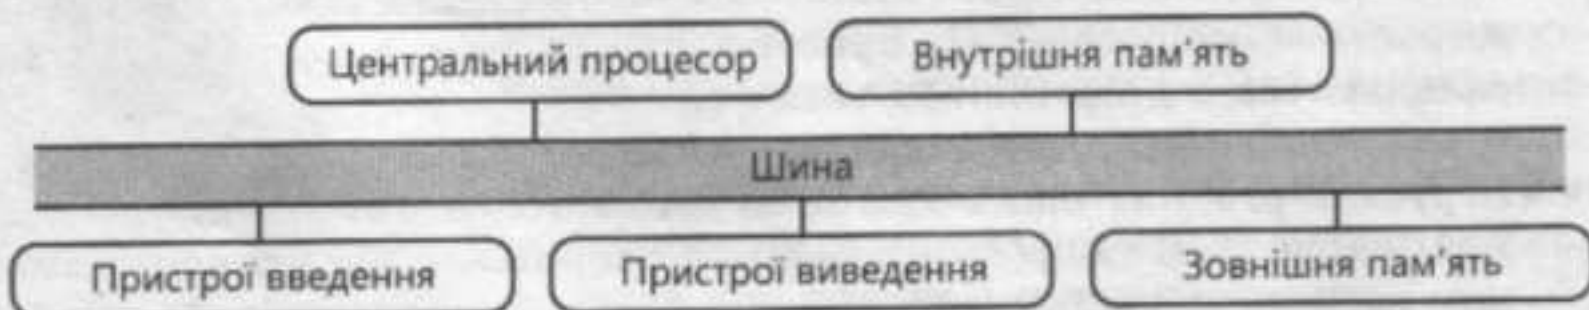 Центральний процесор
Внутрішня пам'ять
Шина
Пристрої введення
Пристрої виведення
Зовнішня пам'ять